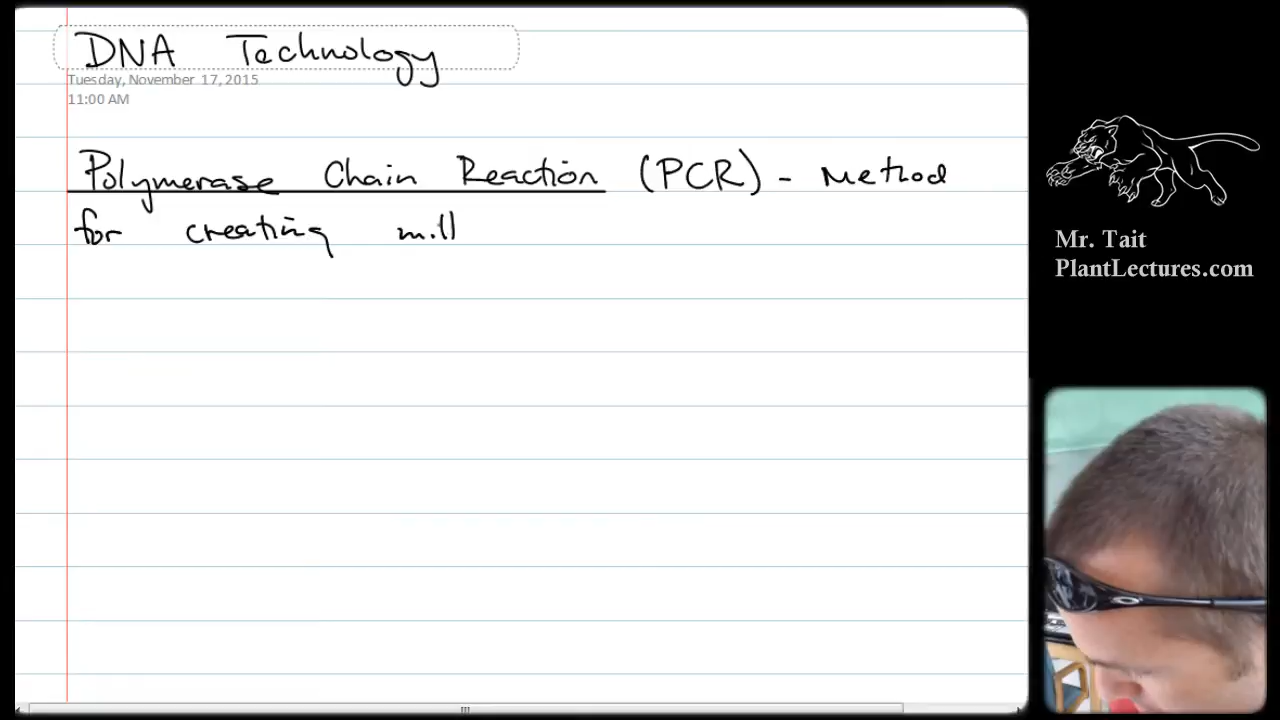 DNA Technology
Tuesday, November 17, 2015
11:00 AM
Polymerase Chain Reaction (PCR) - Method
for creating mill
Mr. Tait
PlantLectures.com